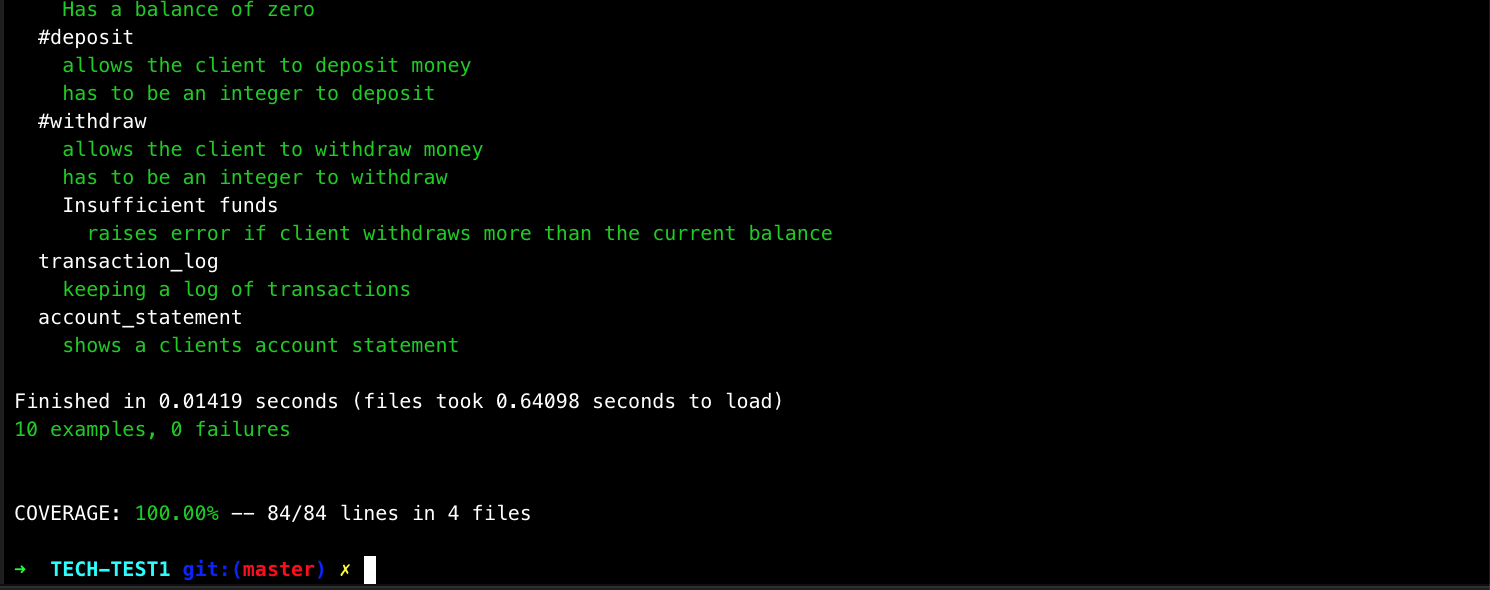 Has a balance of zero
#deposit
allows the client to deposit money
has to be an integer to deposit
#withdraw
allows the client to withdraw money
has to be an integer to withdraw
Insufficient funds
raises error if client withdraws more than the current balance
transaction_log
keeping a log of transactions
account_statement
shows a clients account statement
Finished in 0.01419 seconds (files took 0.64098 seconds to load)
10 examples, 0 failures
COVERAGE: 100.00% -- 84/84 lines in 4 files
➜  TECH-TEST1 git:(master) ✗